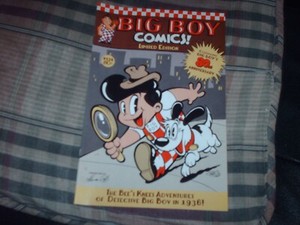 BIG BOY
COMICS!
LIMITED EDITION
The Bee's Knees Adventures
of Detective Big Boy in 1936!